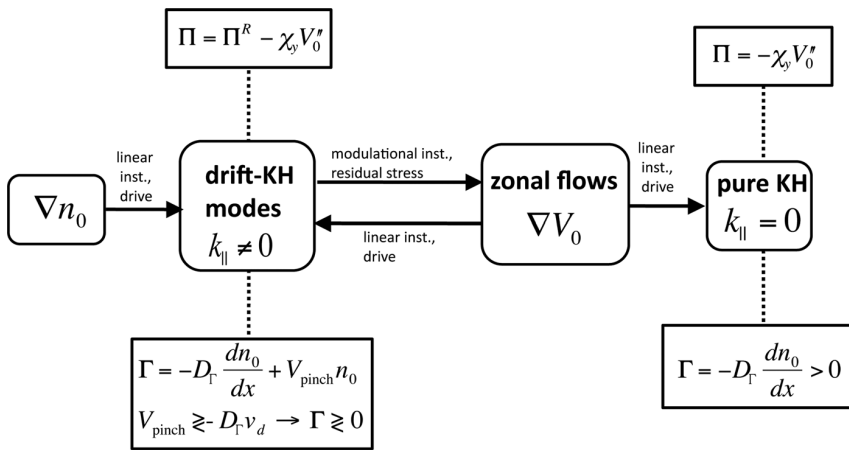 Π = Π^R − χ_y V_0″
Π = −χ_y V_0″
∇n_0
linear
inst.,
drive
drift-KH
modes
k_∥ ≠ 0
modulational inst.,
residual stress
linear inst.,
drive
zonal flows
∇V_0
linear
inst.,
drive
pure KH
k_∥ = 0
Γ = −D_Γ dn_0/dx + V_pinch n_0
V_pinch ≷ - D_Γ v_d → Γ ≷ 0
Γ = −D_Γ dn_0/dx > 0